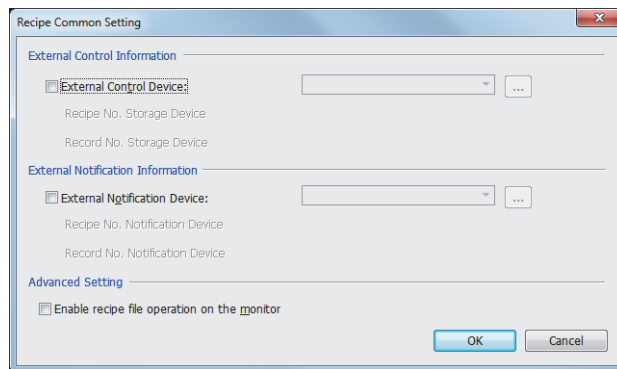 Recipe Common Setting
External Control Information
External Control Device:
...
Recipe No. Storage Device
Record No. Storage Device
External Notification Information
External Notification Device:
...
Recipe No. Notification Device
Record No. Notification Device
Advanced Setting
Enable recipe file operation on the monitor
OK Cancel